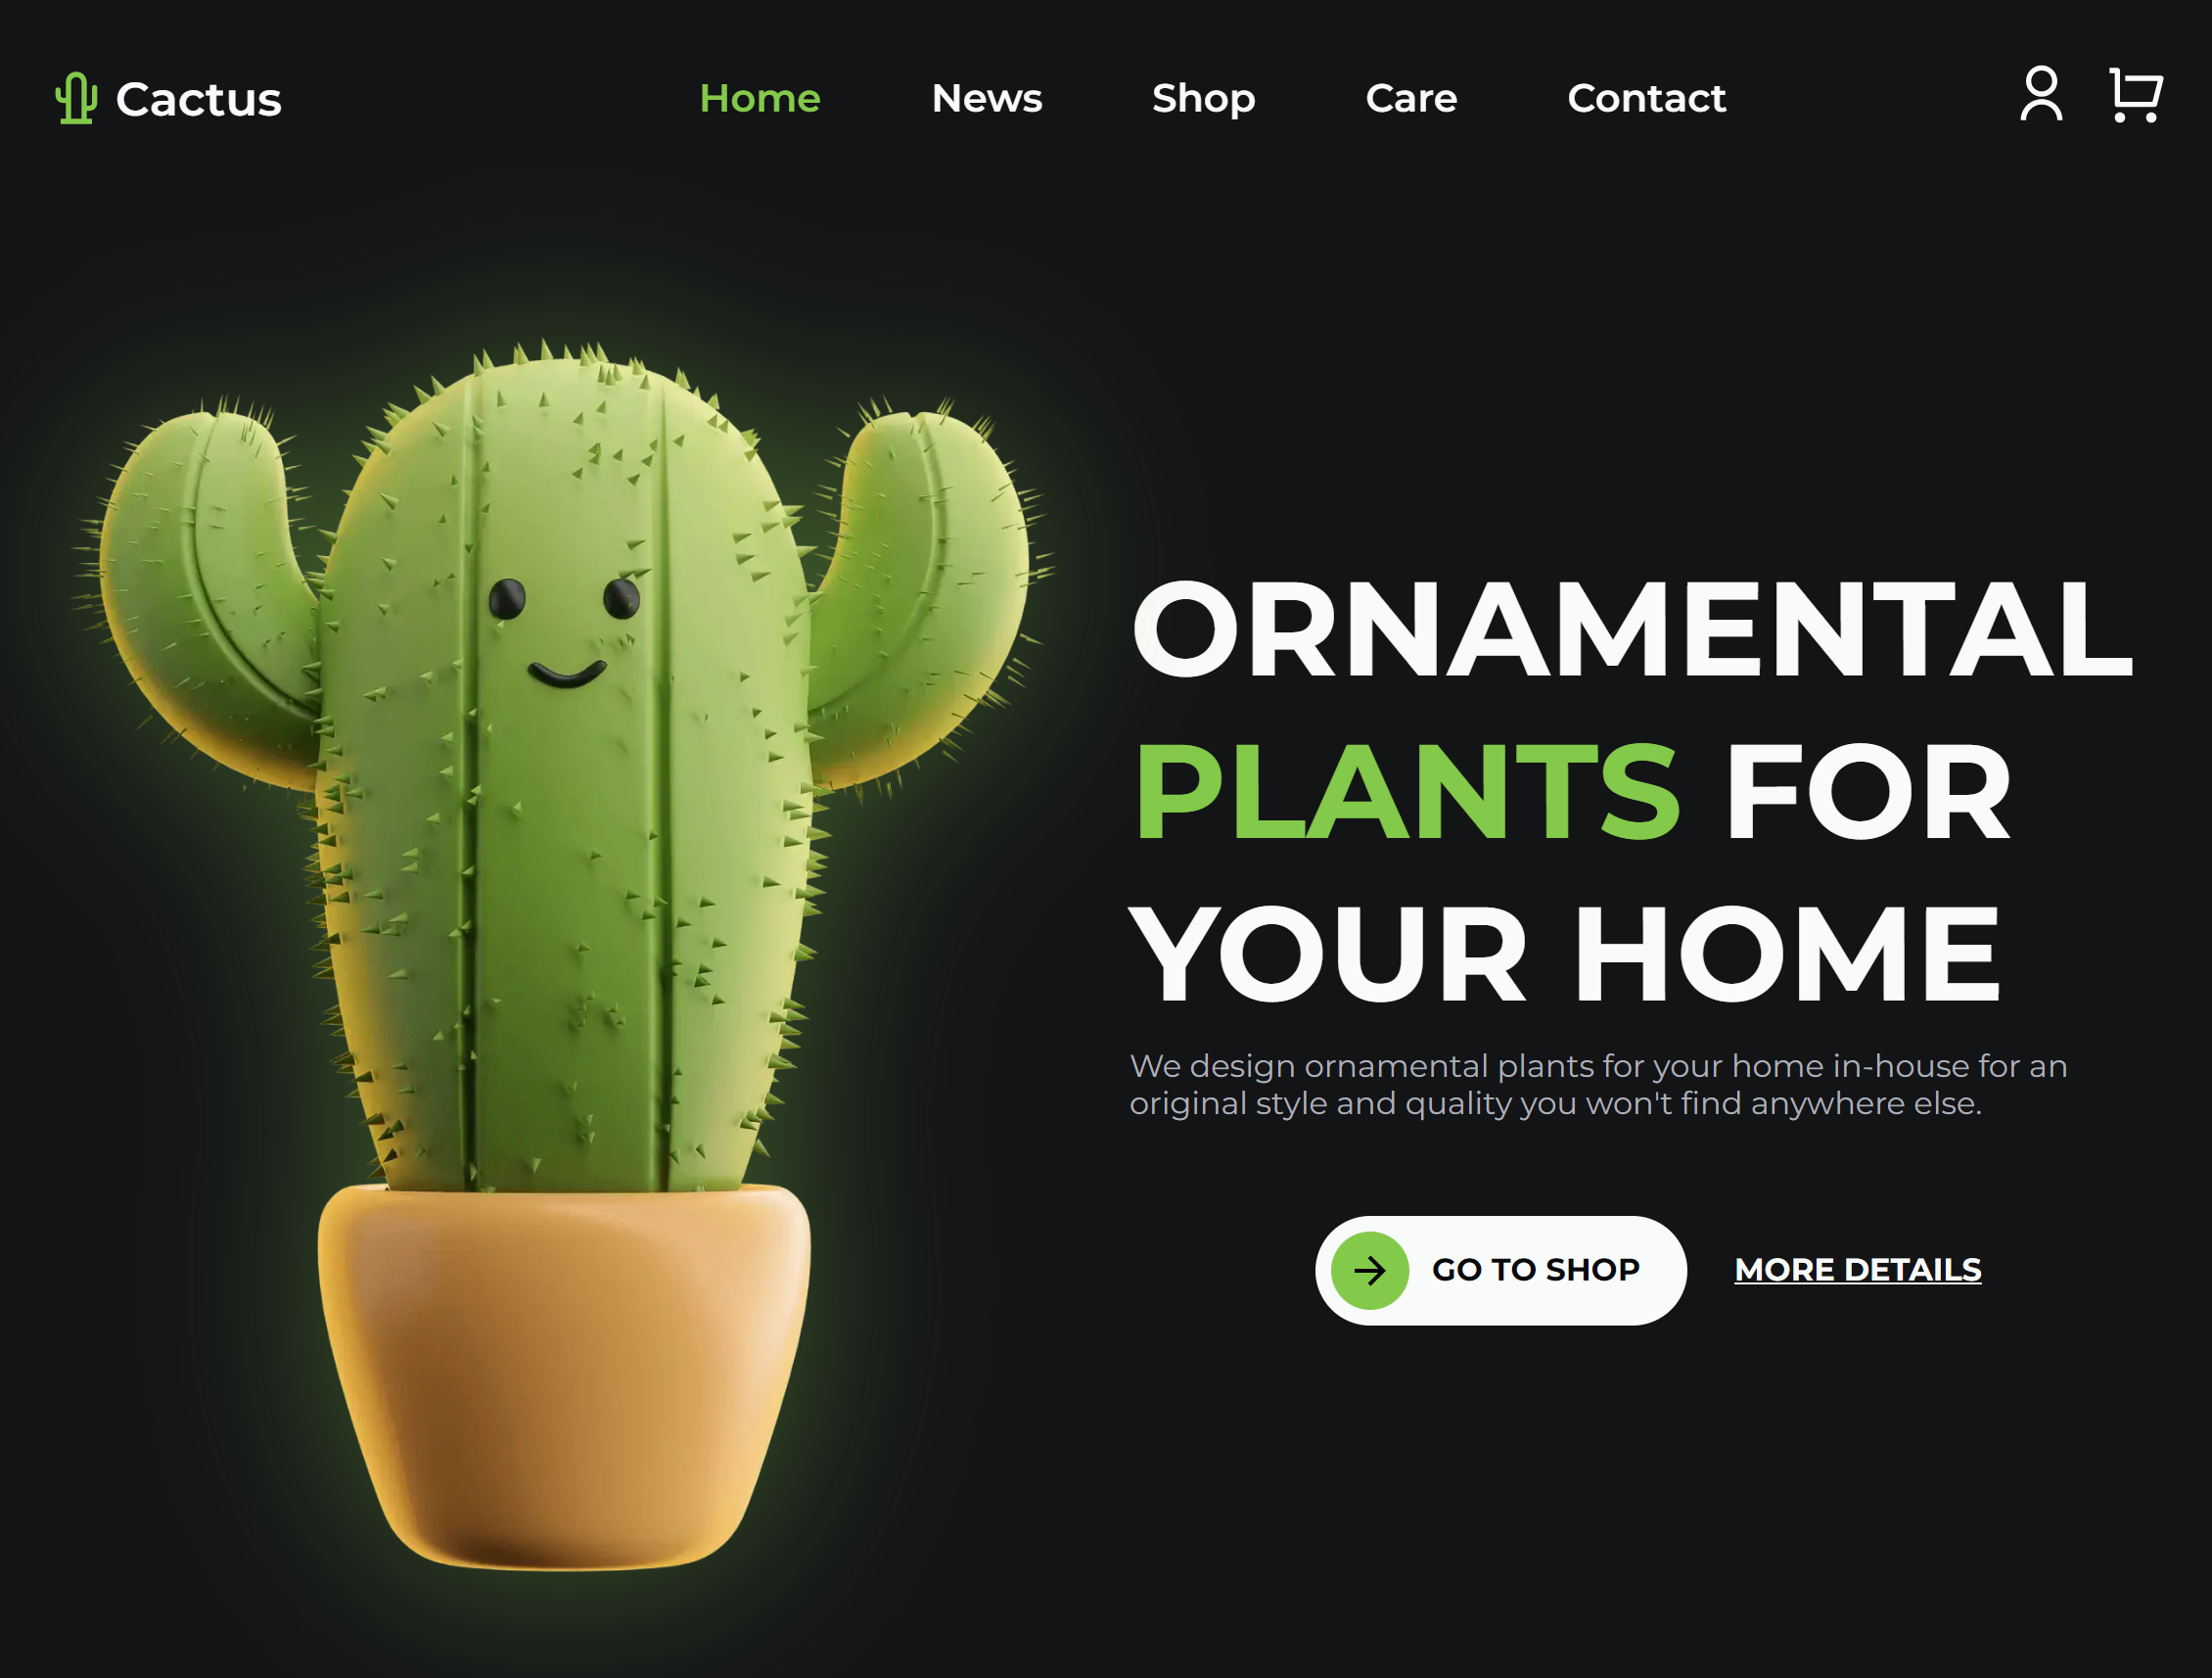 Cactus
Home
News
Shop
Care
Contact
ORNAMENTAL
PLANTS FOR
YOUR HOME
We design ornamental plants for your home in-house for an
original style and quality you won't find anywhere else.
GO TO SHOP
MORE DETAILS